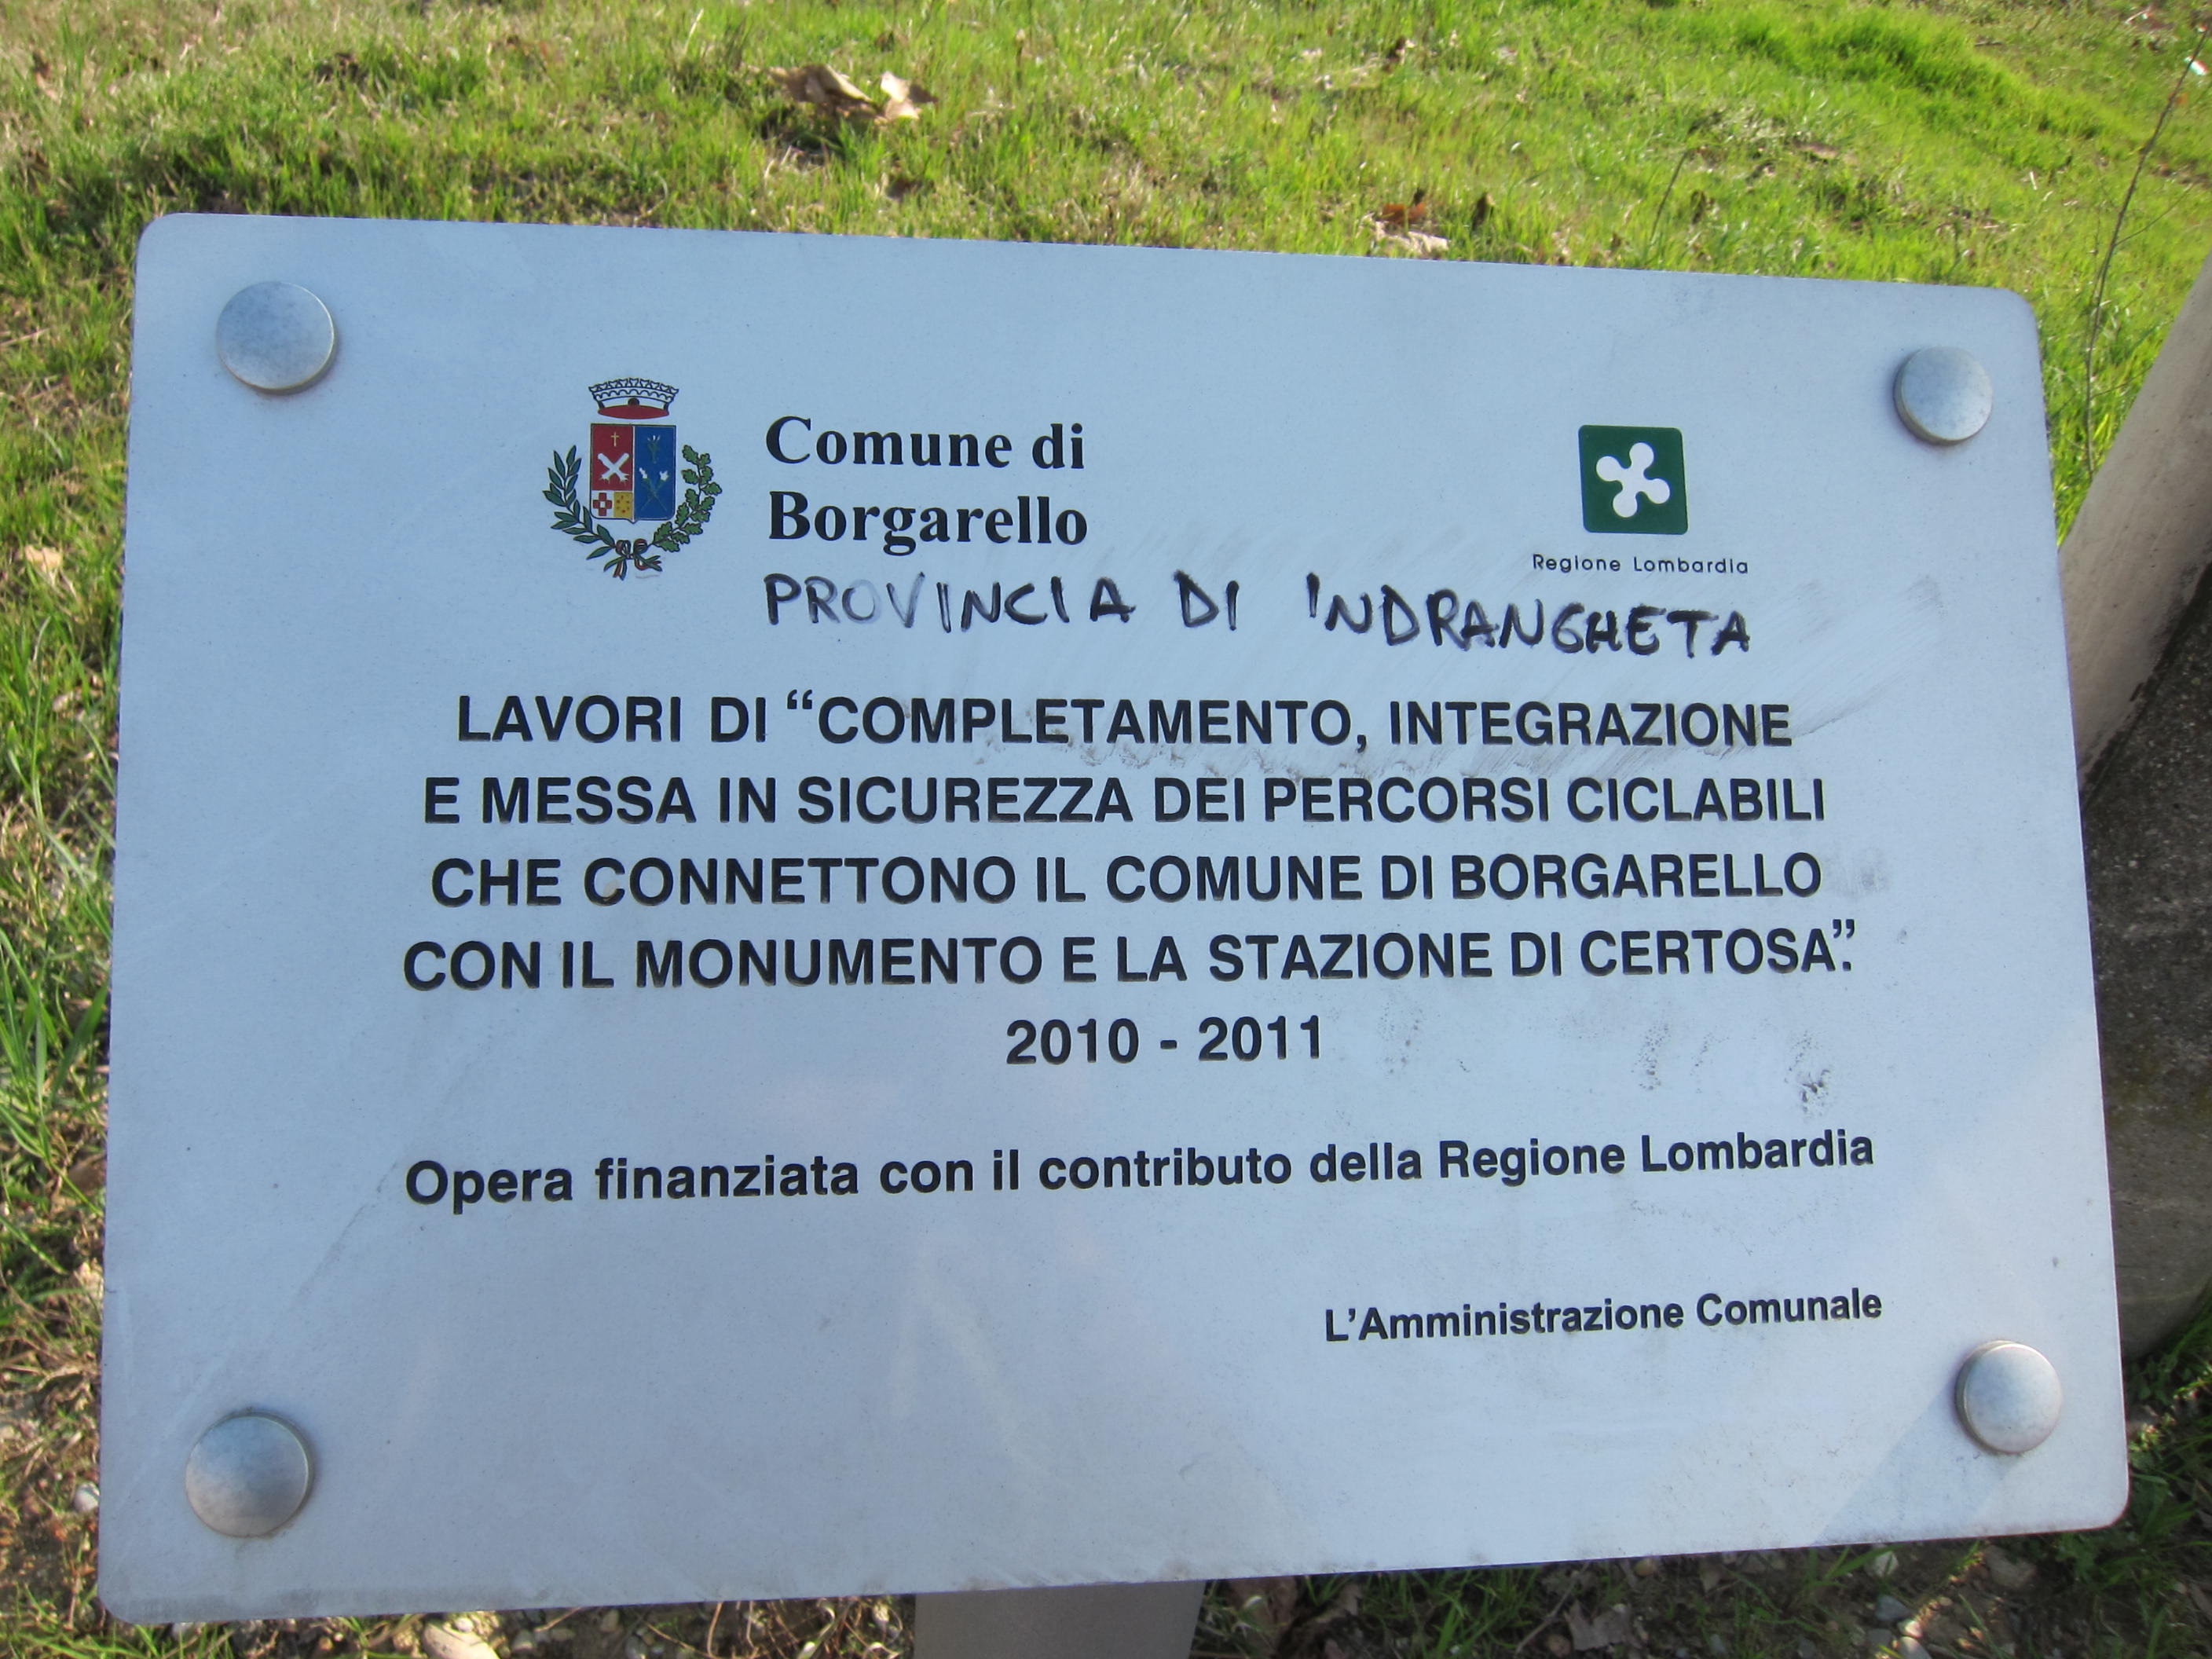 Comune di
Borgarello
Regione Lombardia
PROVINCIA DI 'NDRANGHETA
LAVORI DI “COMPLETAMENTO, INTEGRAZIONE
E MESSA IN SICUREZZA DEI PERCORSI CICLABILI
CHE CONNETTONO IL COMUNE DI BORGARELLO
CON IL MONUMENTO E LA STAZIONE DI CERTOSA”.
2010 - 2011
Opera finanziata con il contributo della Regione Lombardia
L’Amministrazione Comunale